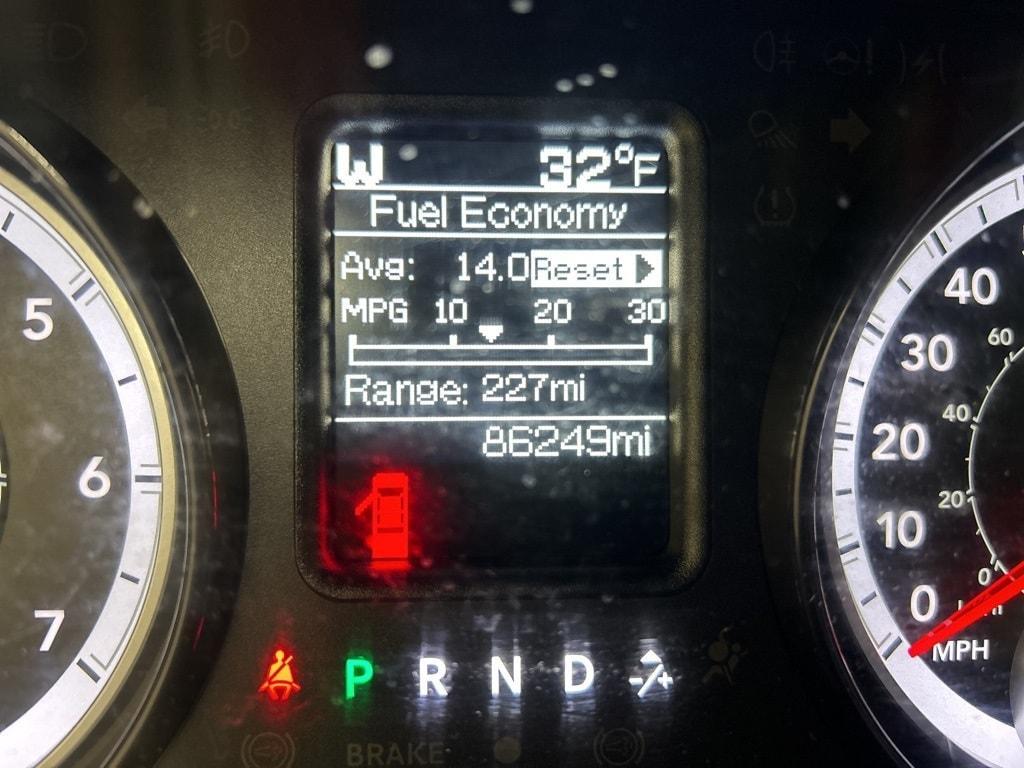 W 32°F
Fuel Economy
Avg: 14.0 Reset
MPG 10 20 30
Range: 227mi
86249mi
5
6
7
40
30
20
10
0
MPH
60
40
20
0
P R N D -/+
BRAKE